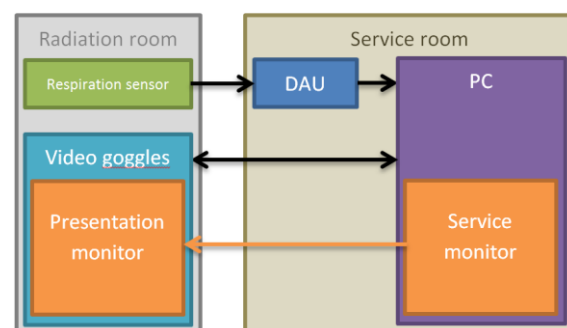 Radiation room
Service room
Respiration sensor
DAU
PC
Video goggles
Presentation
monitor
Service
monitor